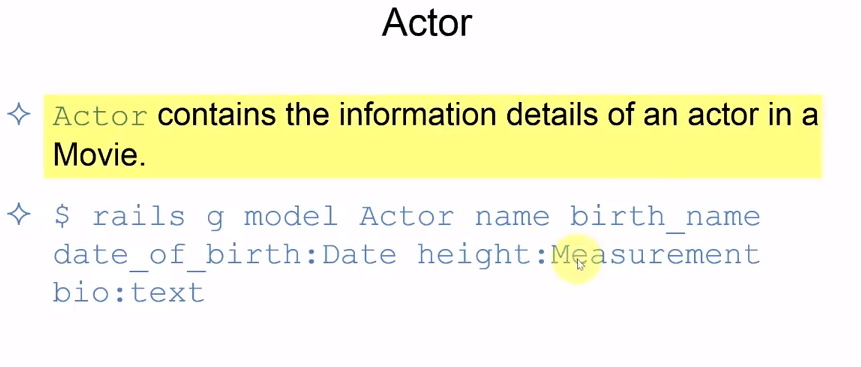 Actor
✧ Actor contains the information details of an actor in a
Movie.
✧ $ rails g model Actor name birth_name
date_of_birth:Date height:Measurement
bio:text